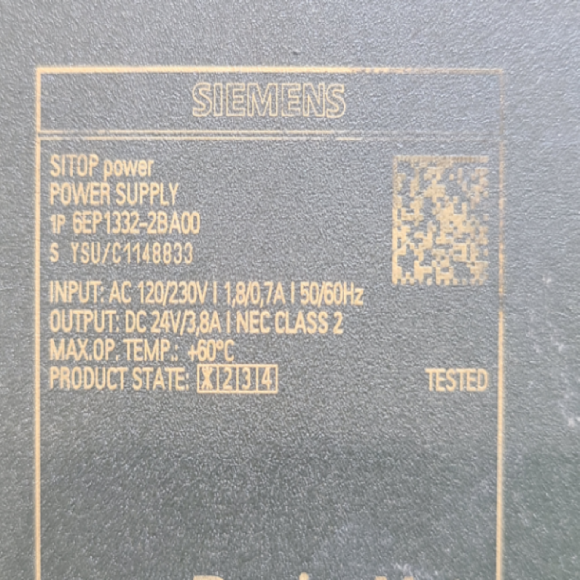 SIEMENS
SITOP power
POWER SUPPLY
1P 6EP1332-2BA00
S YSU/C1148833
INPUT: AC 120/230V | 1,8/0,7A | 50/60Hz
OUTPUT: DC 24V/3,8A | NEC CLASS 2
MAX.OP. TEMP.: +60°C
PRODUCT STATE: X|2|3|4 TESTED